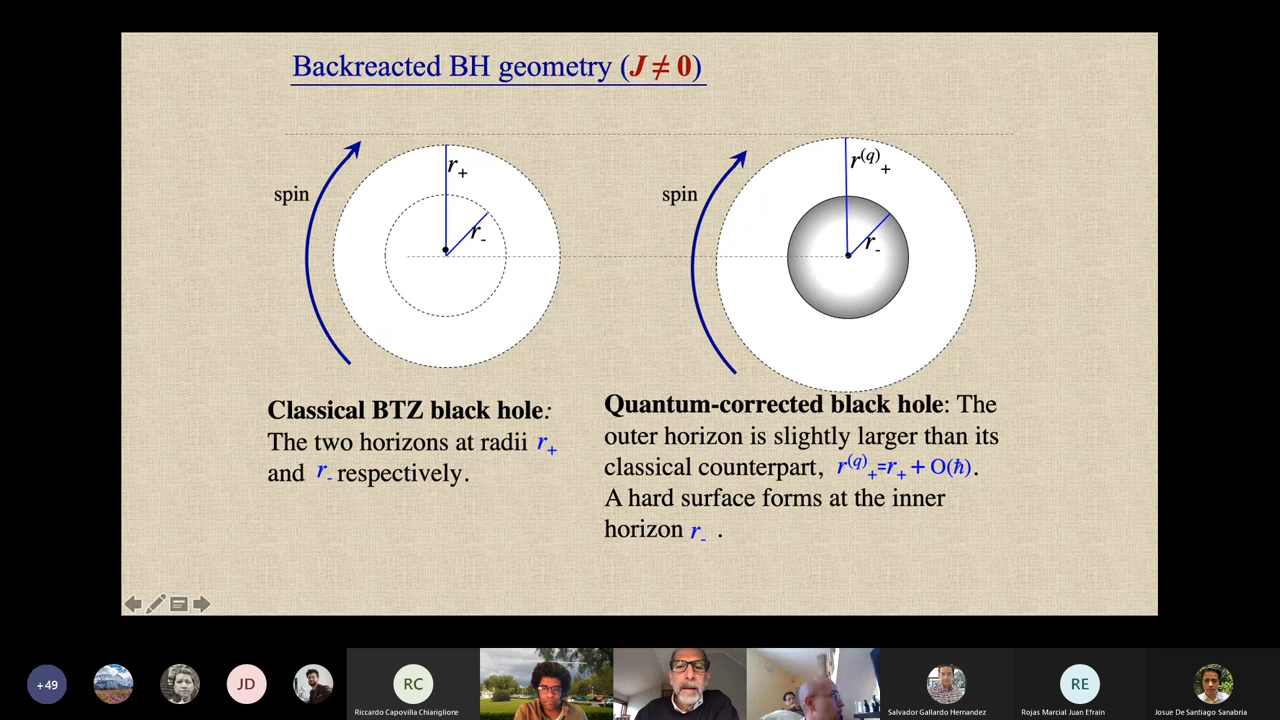 Backreacted BH geometry (J ≠ 0)
spin
r+
r-
spin
r(q)+
r-
Classical BTZ black hole:
The two horizons at radii r+
and r- respectively.
Quantum-corrected black hole: The
outer horizon is slightly larger than its
classical counterpart, r(q)+=r+ + O(ħ).
A hard surface forms at the inner
horizon r- .
+49
JD
RC
Riccardo Capovilla Chiariglione
Salvador Gallardo Hernandez
RE
Rojas Marcial Juan Efrain
Josue De Santiago Sanabria